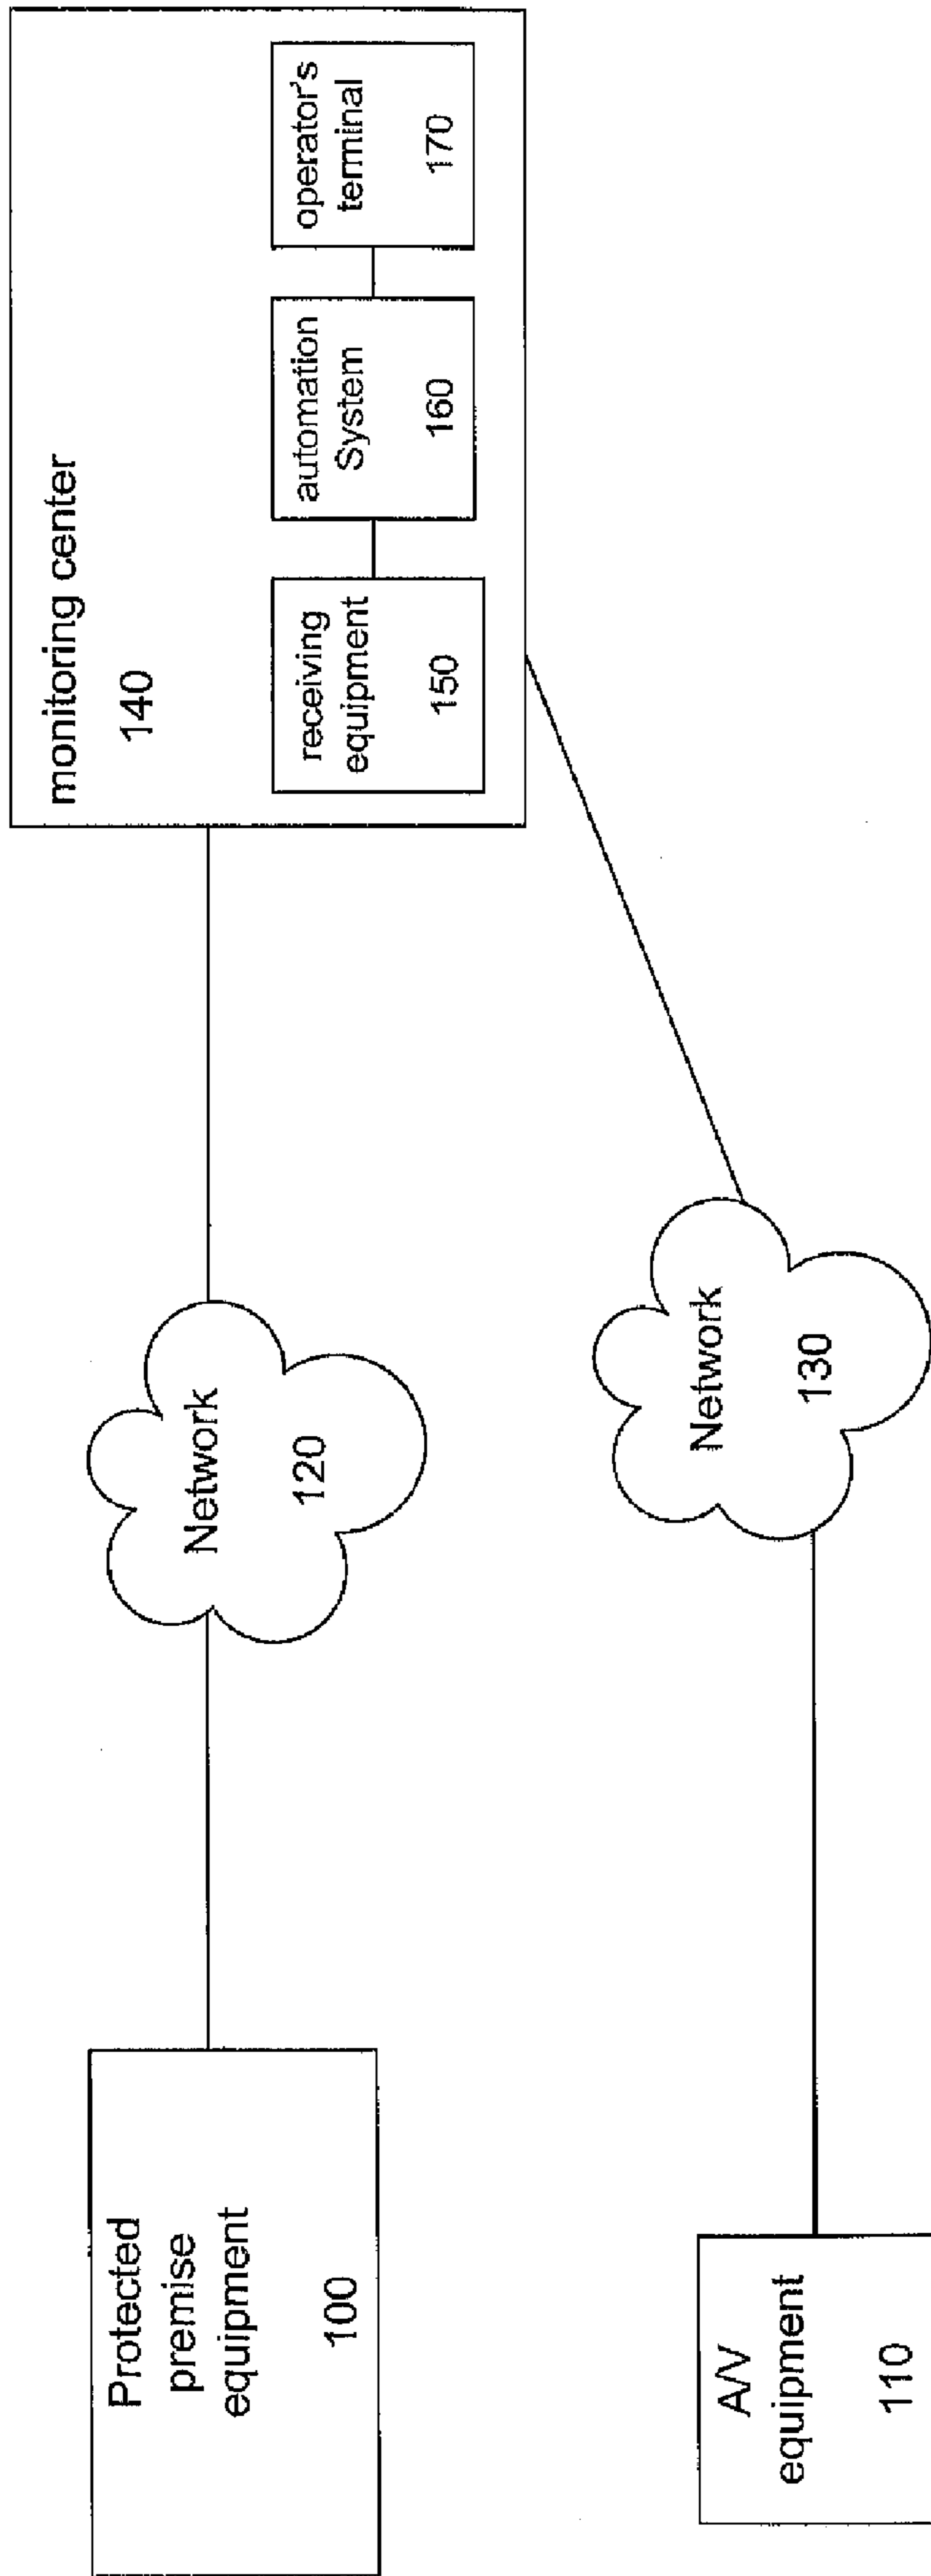 Protected
premise
equipment
100
A/V
equipment
110
Network
120
Network
130
monitoring center
140
receiving
equipment
150
automation
System
160
operator's
terminal
170